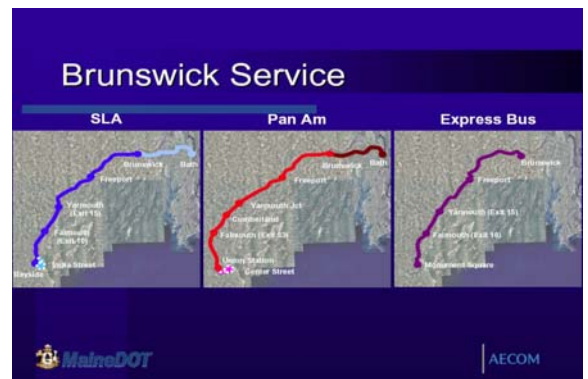 Brunswick Service
SLA
Brunswick
Bath
Freeport
Yarmouth
(Exit 15)
Falmouth
(Exit 10)
Bayside
Pan Am
Brunswick
Bath
Freeport
Yarmouth Jct
Cumberland
Falmouth (Exit 53)
Union Station
Center Street
Express Bus
Brunswick
Freeport
Yarmouth (Exit 15)
Falmouth (Exit 10)
Monument Square
MaineDOT
AECOM